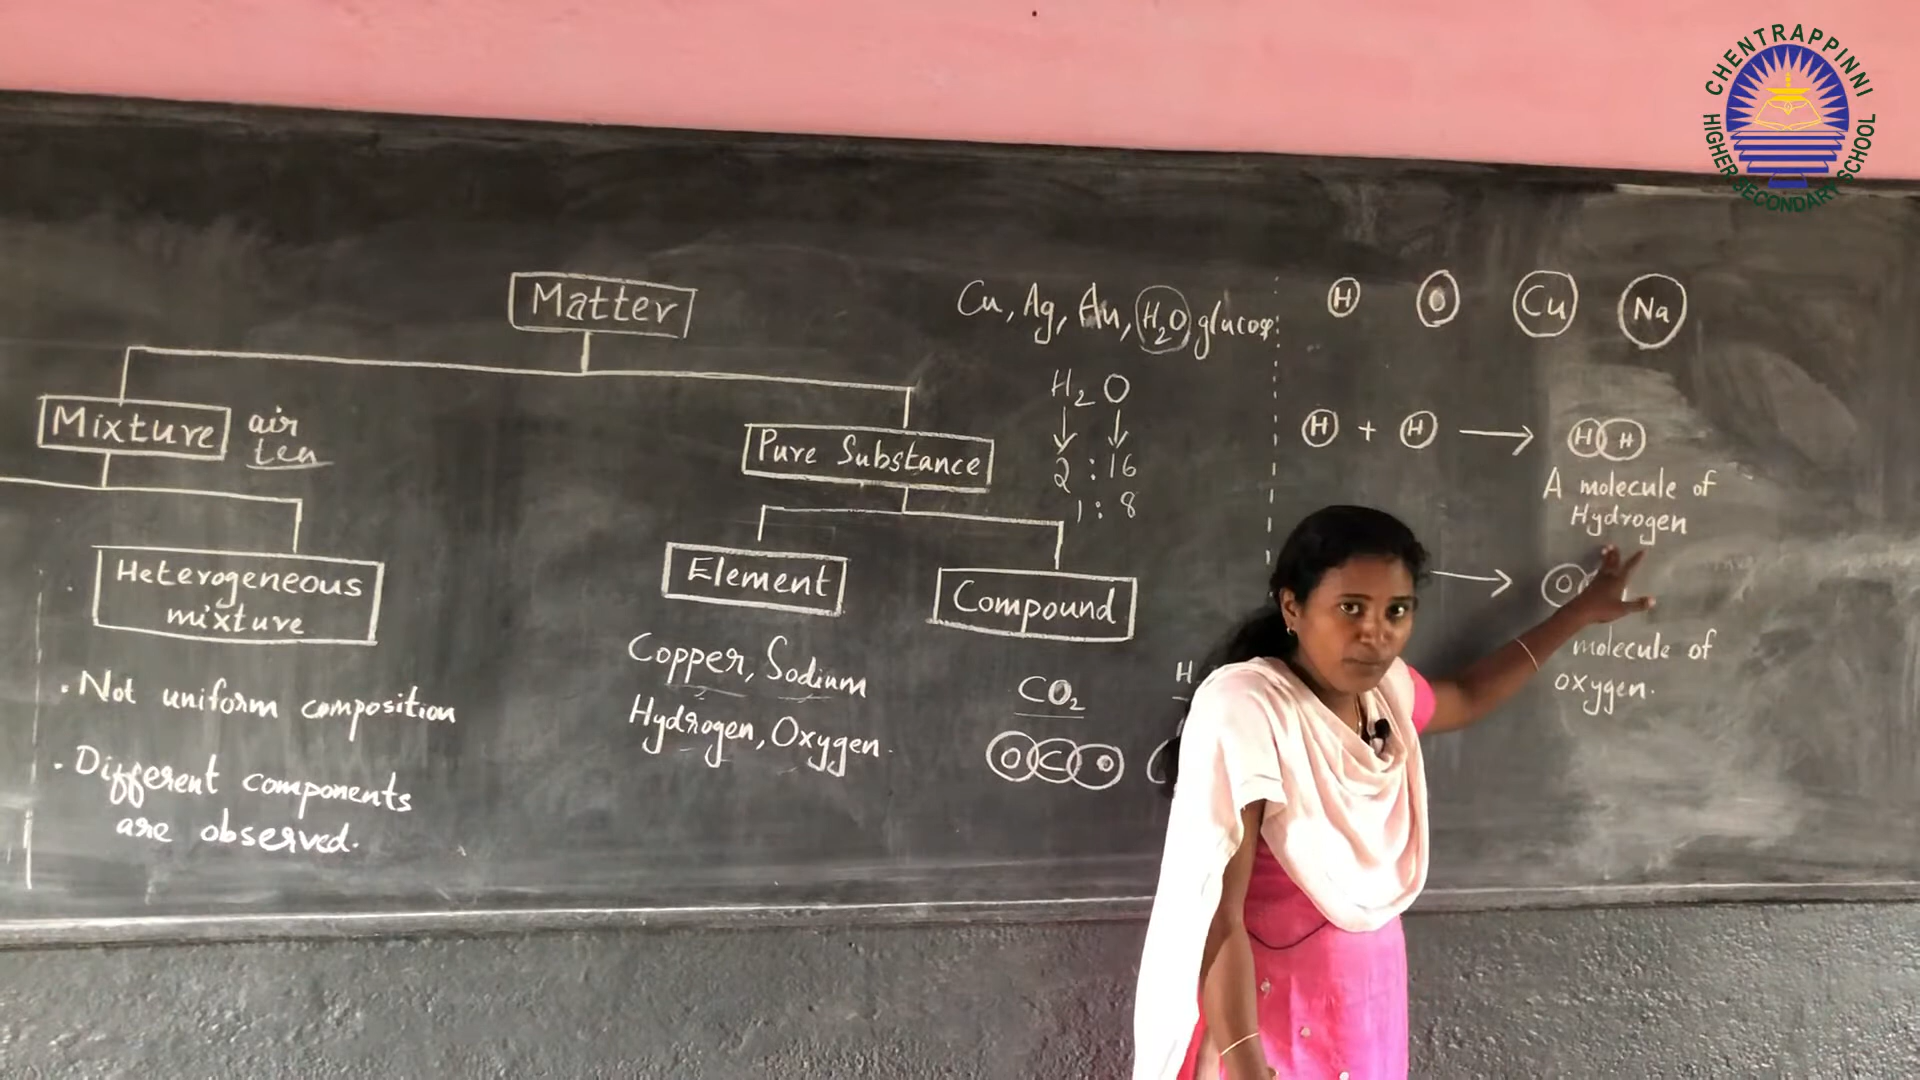 CHENTRAPPINNI
HIGHER SECONDARY SCHOOL
Matter
Mixture
air
tea
Heterogeneous
mixture
. Not uniform composition
. Different components
are observed.
Pure Substance
Element
Compound
Copper, Sodium
Hydrogen, Oxygen.
CO2
O C O
Cu, Ag, Au, H2O glucose
H2O
2 : 16
1 : 8
H O Cu Na
H + H → H H
A molecule of
Hydrogen
→ O
molecule of
oxygen.
H